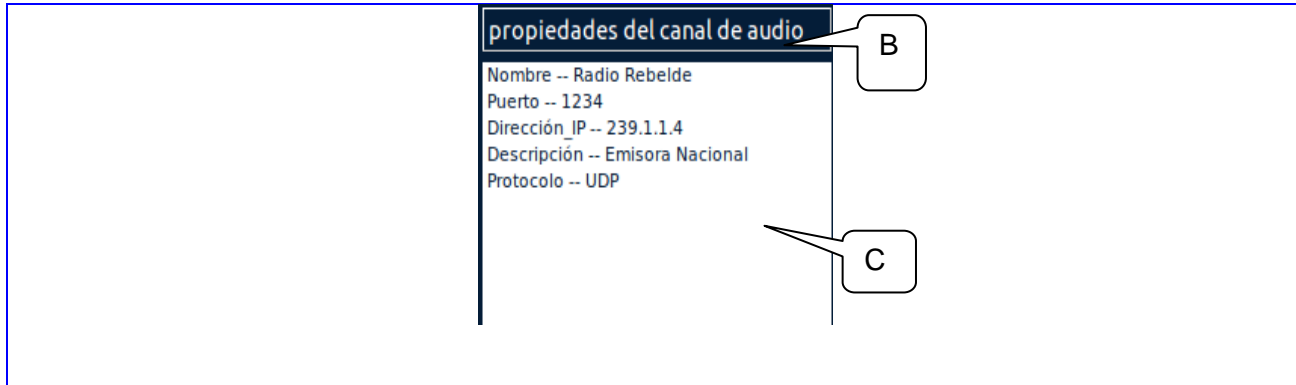 propiedades del canal de audio
B
Nombre -- Radio Rebelde
Puerto -- 1234
Dirección_IP -- 239.1.1.4
Descripción -- Emisora Nacional
Protocolo -- UDP
C